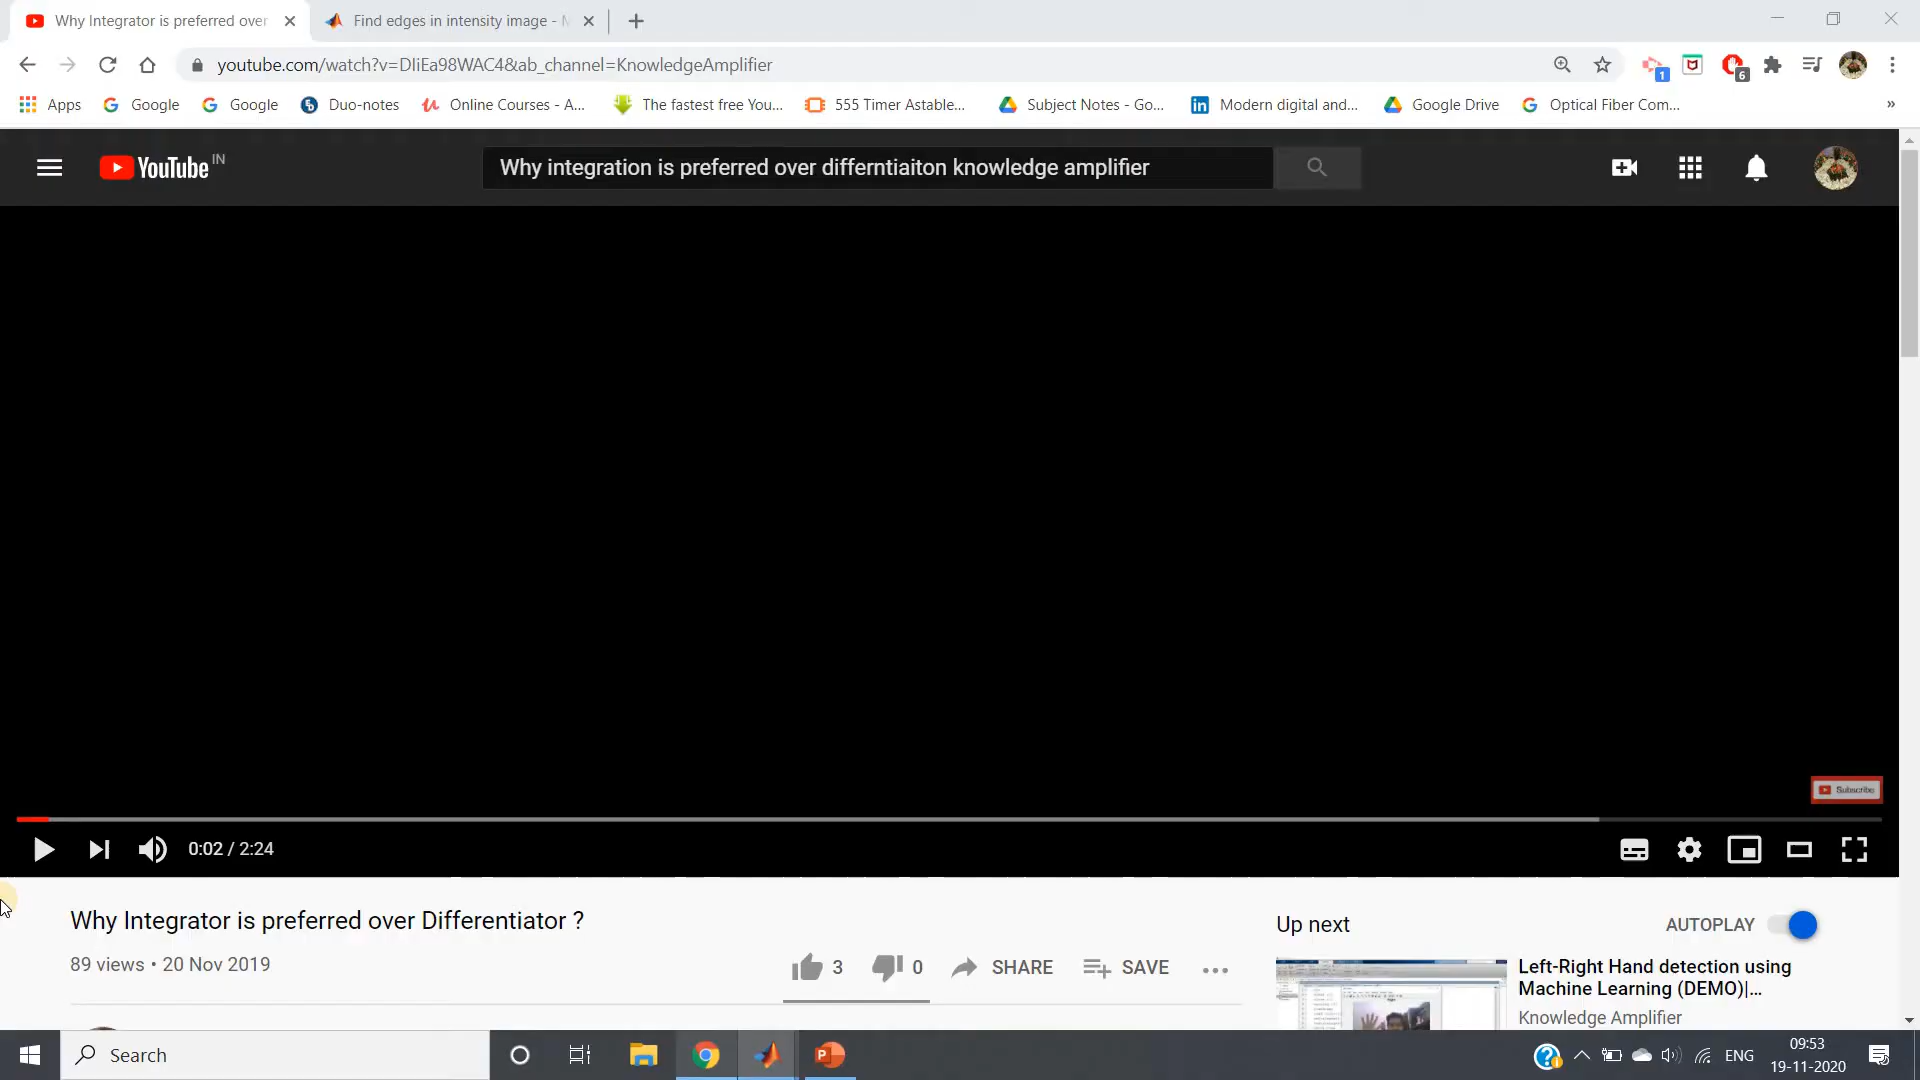 Why Integrator is preferred over
Find edges in intensity image -
youtube.com/watch?v=DIiEa98WAC4&ab_channel=KnowledgeAmplifier
1
6
Apps
Google
Google
Duo-notes
Online Courses - A...
The fastest free You...
555 Timer Astable...
Subject Notes - Go...
Modern digital and...
Google Drive
Optical Fiber Com...
»
YouTube IN
Why integration is preferred over differntiaiton knowledge amplifier
Subscribe
0:02 / 2:24
Why Integrator is preferred over Differentiator ?
89 views • 20 Nov 2019
3
0
SHARE
SAVE
Up next
AUTOPLAY
Left-Right Hand detection using
Machine Learning (DEMO)|...
Knowledge Amplifier
Search
ENG
09:53
19-11-2020